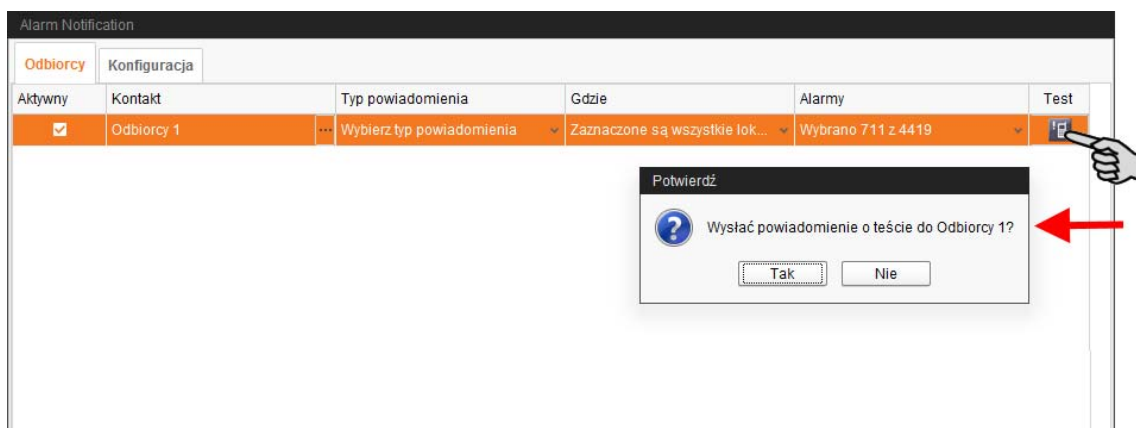 Alarm Notification
Odbiorcy Konfiguracja
Aktywny Kontakt Typ powiadomienia Gdzie Alarmy Test
Odbiorcy 1 ... Wybierz typ powiadomienia Zaznaczone są wszystkie lok... Wybrano 711 z 4419
Potwierdź
Wysłać powiadomienie o teście do Odbiorcy 1?
Tak Nie